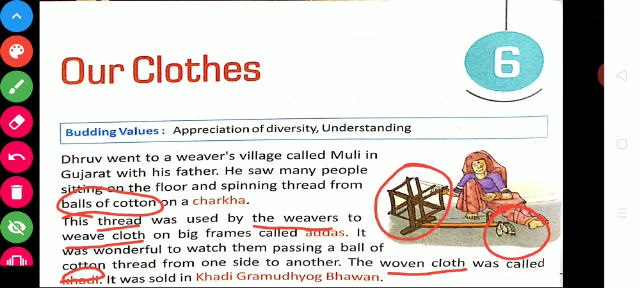 6
Our Clothes
Budding Values : Appreciation of diversity, Understanding
Dhruv went to a weaver's village called Muli in
Gujarat with his father. He saw many people
sitting on the floor and spinning thread from
balls of cotton on a charkha.
This thread was used by the weavers to
weave cloth on big frames called addas. It
was wonderful to watch them passing a ball of
cotton thread from one side to another. The woven cloth was called
khadi. It was sold in Khadi Gramudhyog Bhawan.